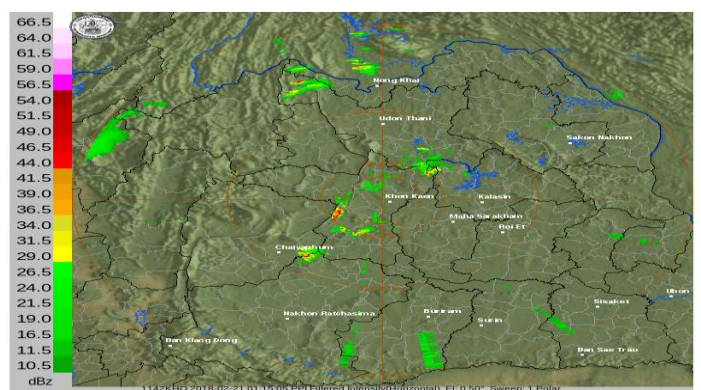 66.5
64.0
61.5
59.0
56.5
54.0
51.5
49.0
46.5
44.0
41.5
39.0
36.5
34.0
31.5
29.0
26.5
24.0
21.5
19.0
16.5
11.5
10.5
dBz
Nong Khai
Udon Thani
Sakon Nakhon
Khon Kaen
Kalasin
Maha Sarakham
Roi Et
Chaiyaphum
Ubon
Sisaket
Nakhon Ratchasima
Buriram
Surin
Ban Klang Dong
Ban Sae Trau